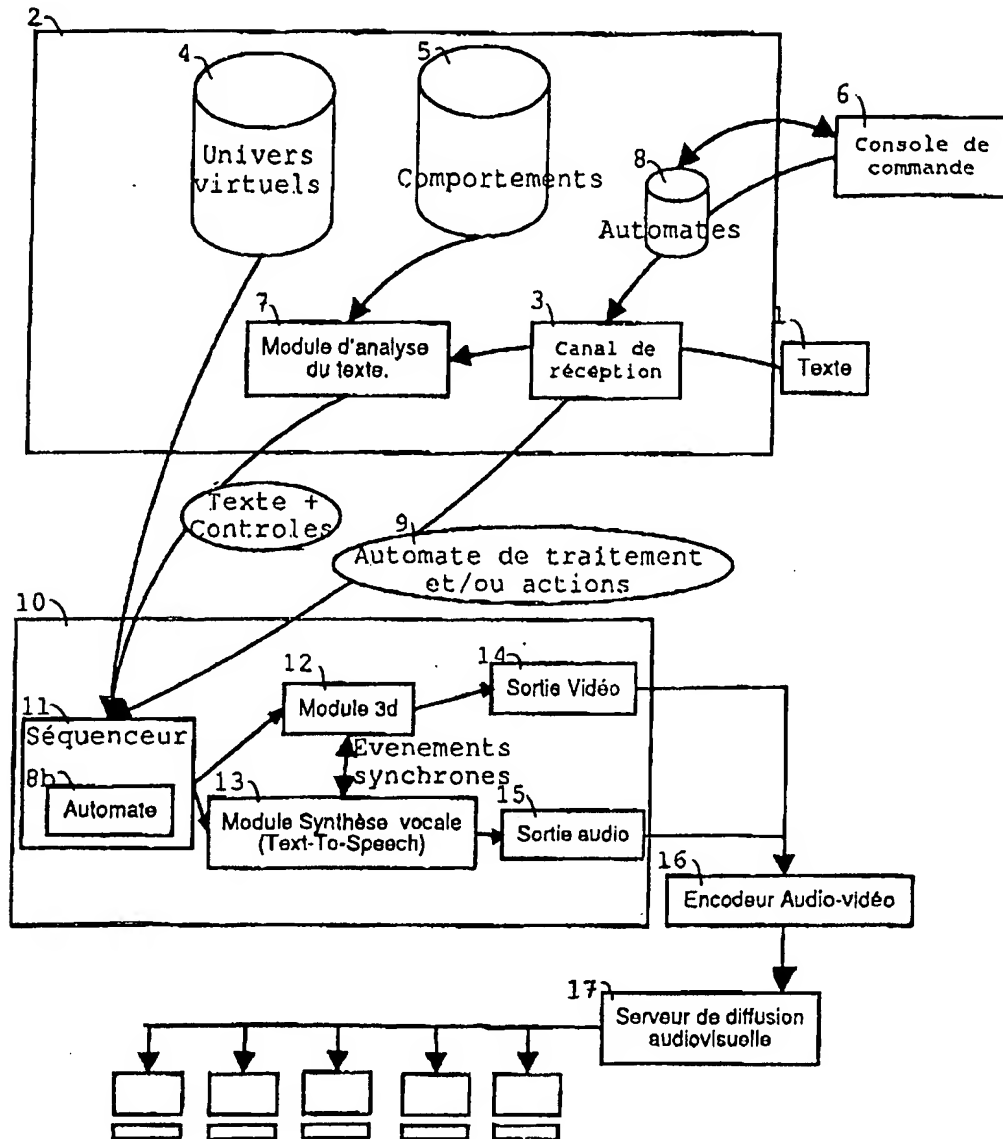 2
4
5
6
Univers
virtuels
Comportements
8
Automates
Console de
commande
7
Module d'analyse
du texte.
3
Canal de
réception
1
Texte
Texte +
Controles
9
Automate de traitement
et/ou actions
10
11
Séquenceur
8b
Automate
12
Module 3d
14
Sortie Vidéo
Evenements
synchrones
13
Module Synthèse vocale
(Text-To-Speech)
15
Sortie audio
16
Encodeur Audio-vidéo
17
Serveur de diffusion
audiovisuelle